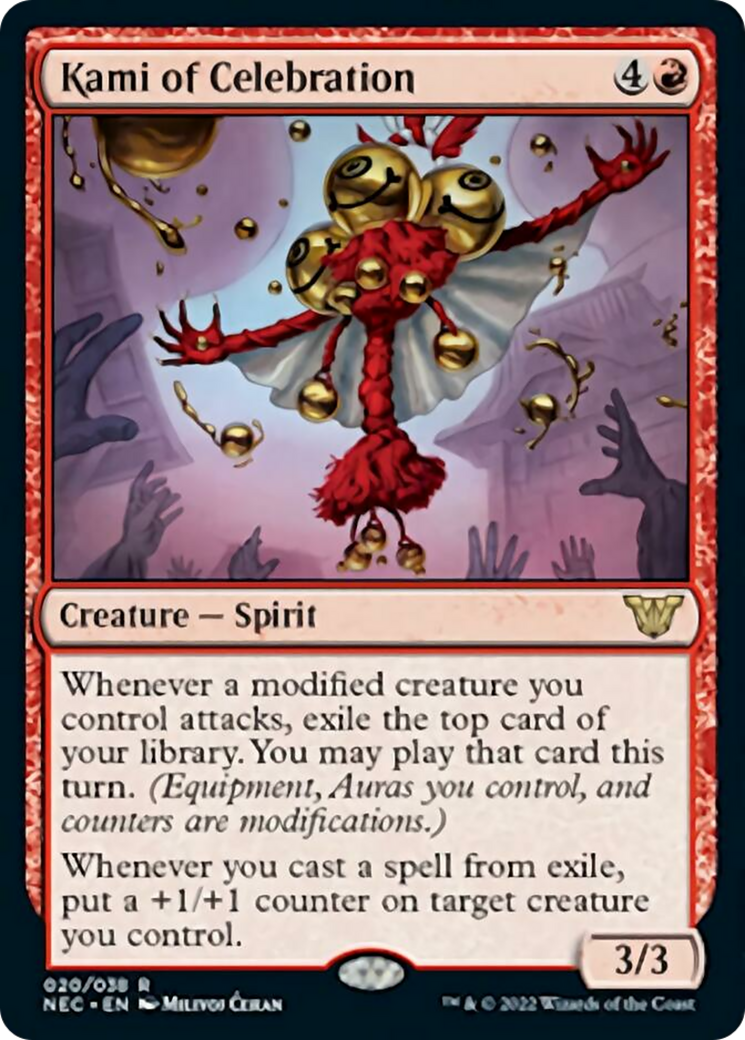 Kami of Celebration 4
Creature — Spirit
Whenever a modified creature you
control attacks, exile the top card of
your library. You may play that card this
turn. (Equipment, Auras you control, and
counters are modifications.)
Whenever you cast a spell from exile,
put a +1/+1 counter on target creature
you control.
3/3
020/038 R
NEC • EN Milivoj Ćeran
™ & © 2022 Wizards of the Coast